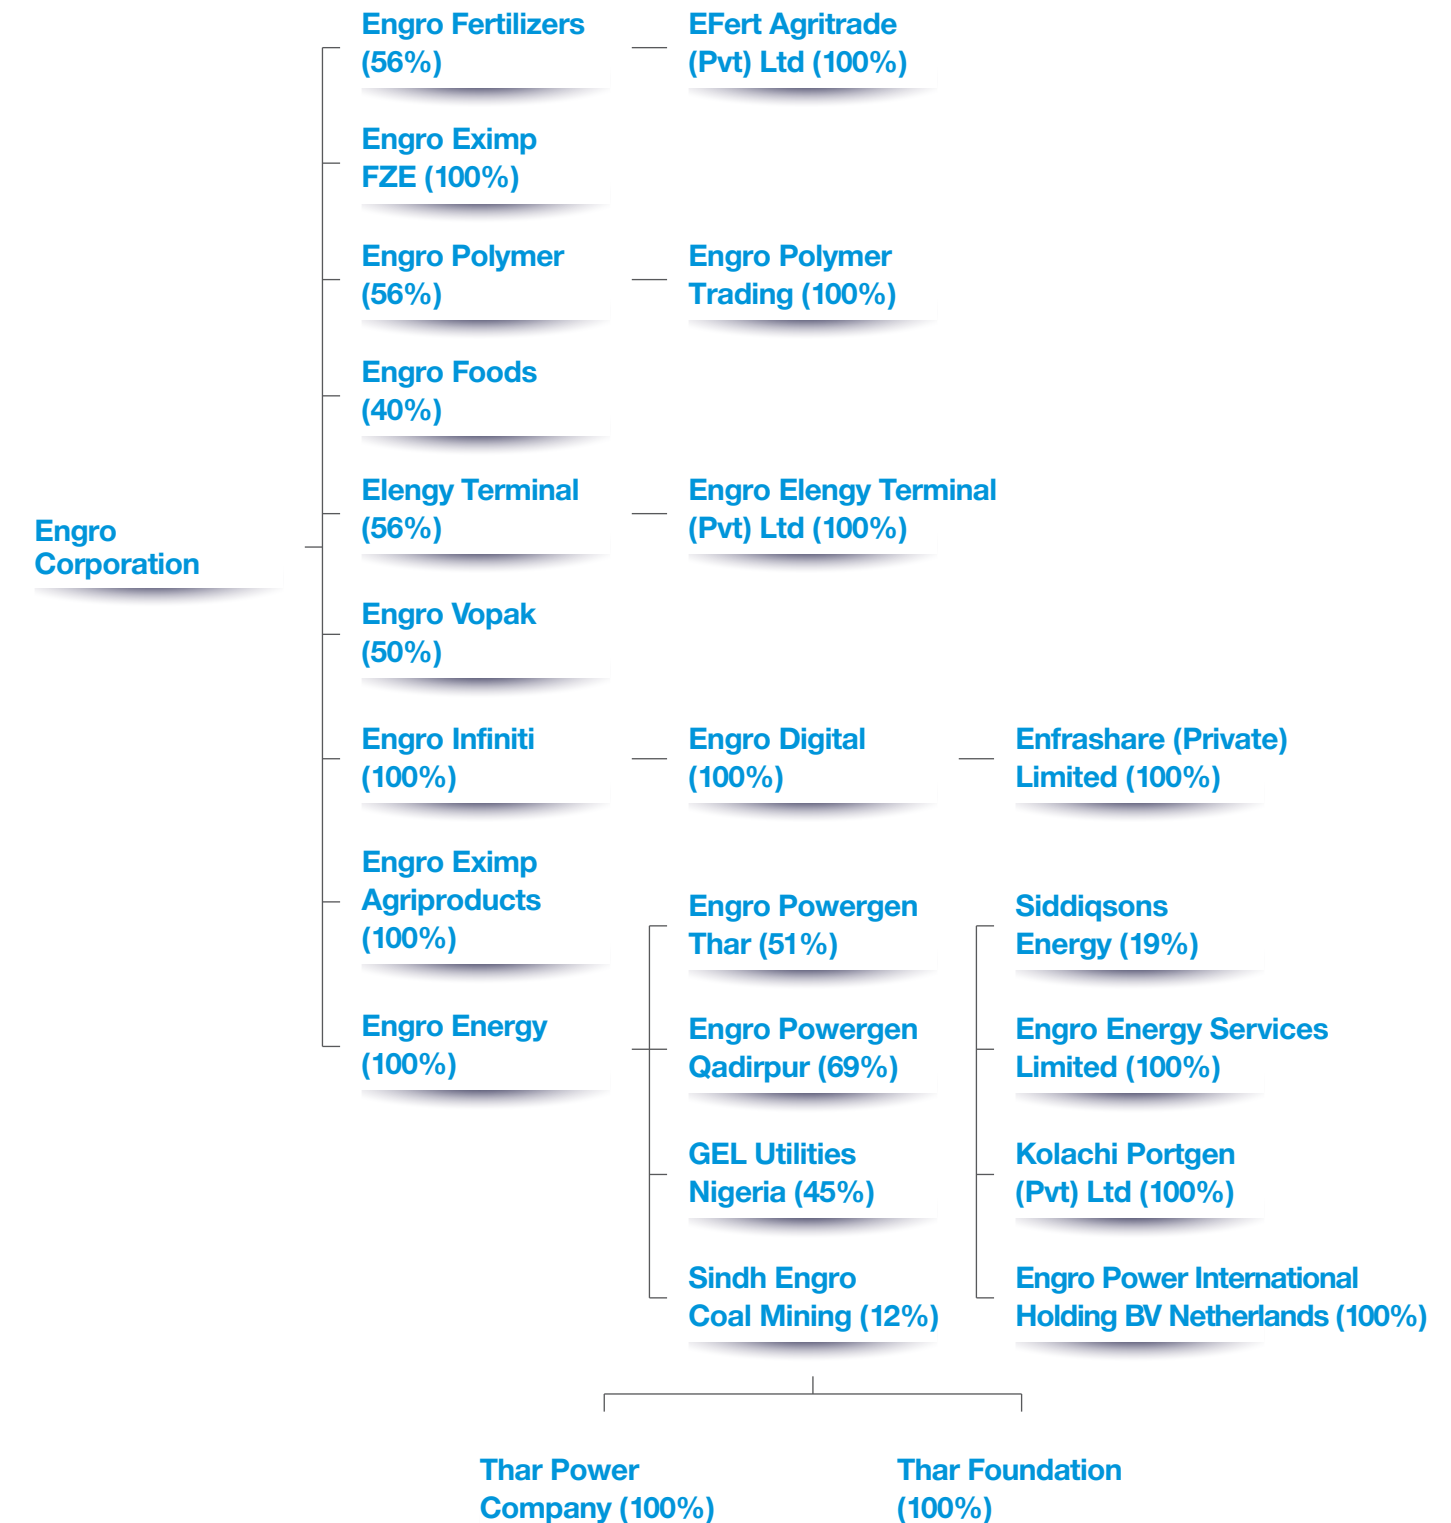 Engro Fertilizers
(56%)
EFert Agritrade
(Pvt) Ltd (100%)
Engro Eximp
FZE (100%)
Engro Polymer
(56%)
Engro Polymer
Trading (100%)
Engro Foods
(40%)
Elengy Terminal
(56%)
Engro Elengy Terminal
(Pvt) Ltd (100%)
Engro
Corporation
Engro Vopak
(50%)
Engro Infiniti
(100%)
Engro Digital
(100%)
Enfrashare (Private)
Limited (100%)
Engro Eximp
Agriproducts
(100%)
Engro Powergen
Thar (51%)
Siddiqsons
Energy (19%)
Engro Energy
(100%)
Engro Powergen
Qadirpur (69%)
Engro Energy Services
Limited (100%)
GEL Utilities
Nigeria (45%)
Kolachi Portgen
(Pvt) Ltd (100%)
Sindh Engro
Coal Mining (12%)
Engro Power International
Holding BV Netherlands (100%)
Thar Power
Company (100%)
Thar Foundation
(100%)